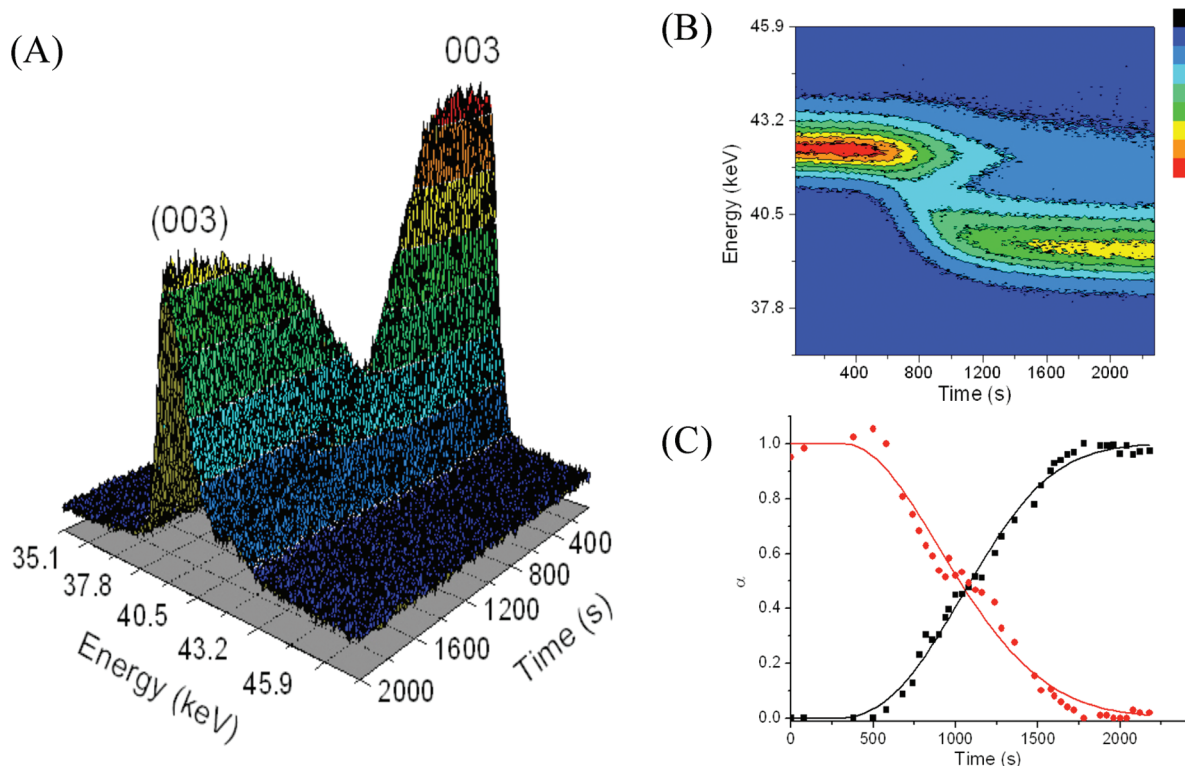 (A)
003
(003)
35.1
37.8
40.5
43.2
45.9
Energy (keV)
2000
1600
1200
800
400
Time (s)
(B)
45.9
43.2
40.5
37.8
Energy (keV)
400 800 1200 1600 2000
Time (s)
(C)
1.0
0.8
0.6
0.4
0.2
0.0
α
0 500 1000 1500 2000
Time (s)